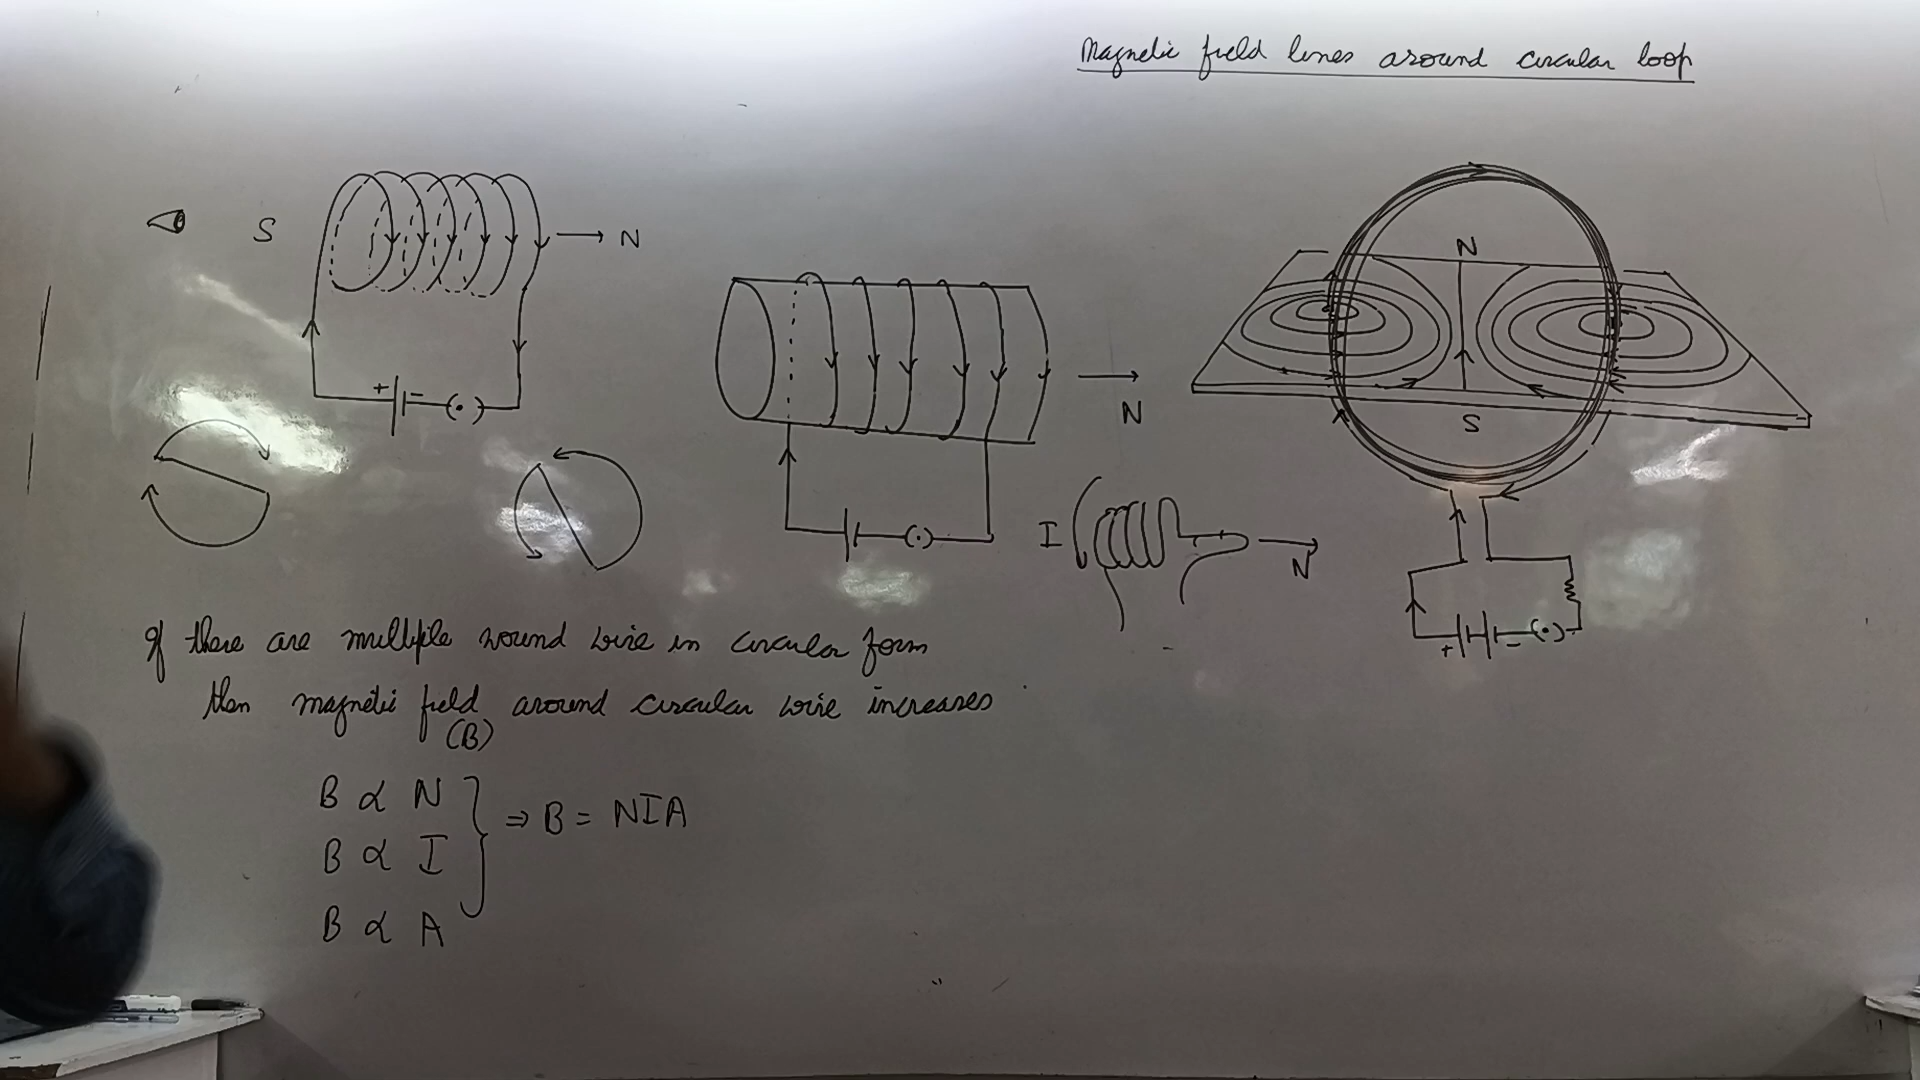 Magnetic field lines around circular loop
S
N
N
S
+ -
N
I
N
+ -
If there are multiple wound wire in circular form
then magnetic field around circular wire increases
(B)
B ∝ N
B ∝ I
B ∝ A
⇒ B = NIA